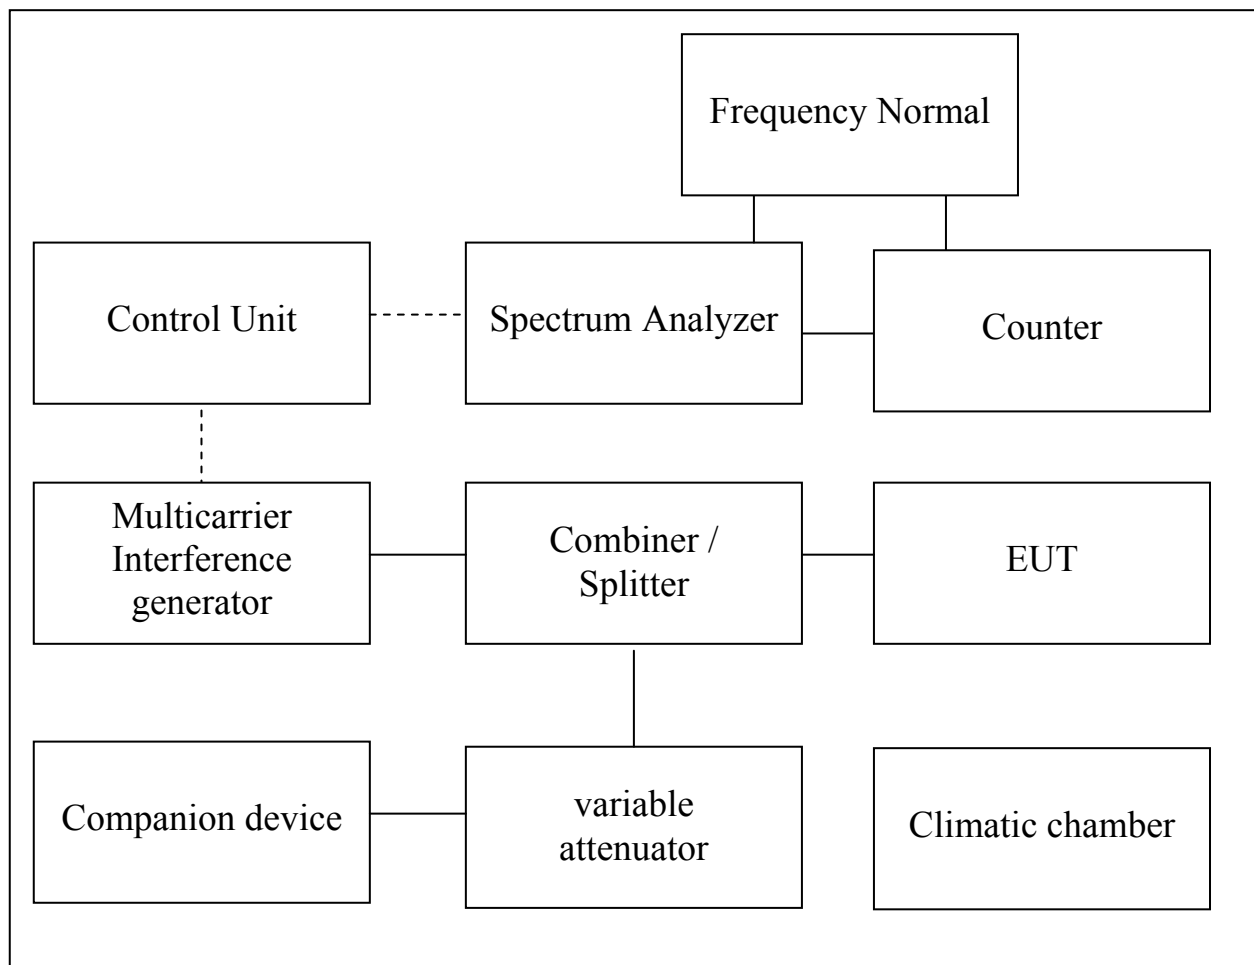 Frequency Normal
Control Unit
Spectrum Analyzer
Counter
Multicarrier
Interference
generator
Combiner /
Splitter
EUT
Companion device
variable
attenuator
Climatic chamber